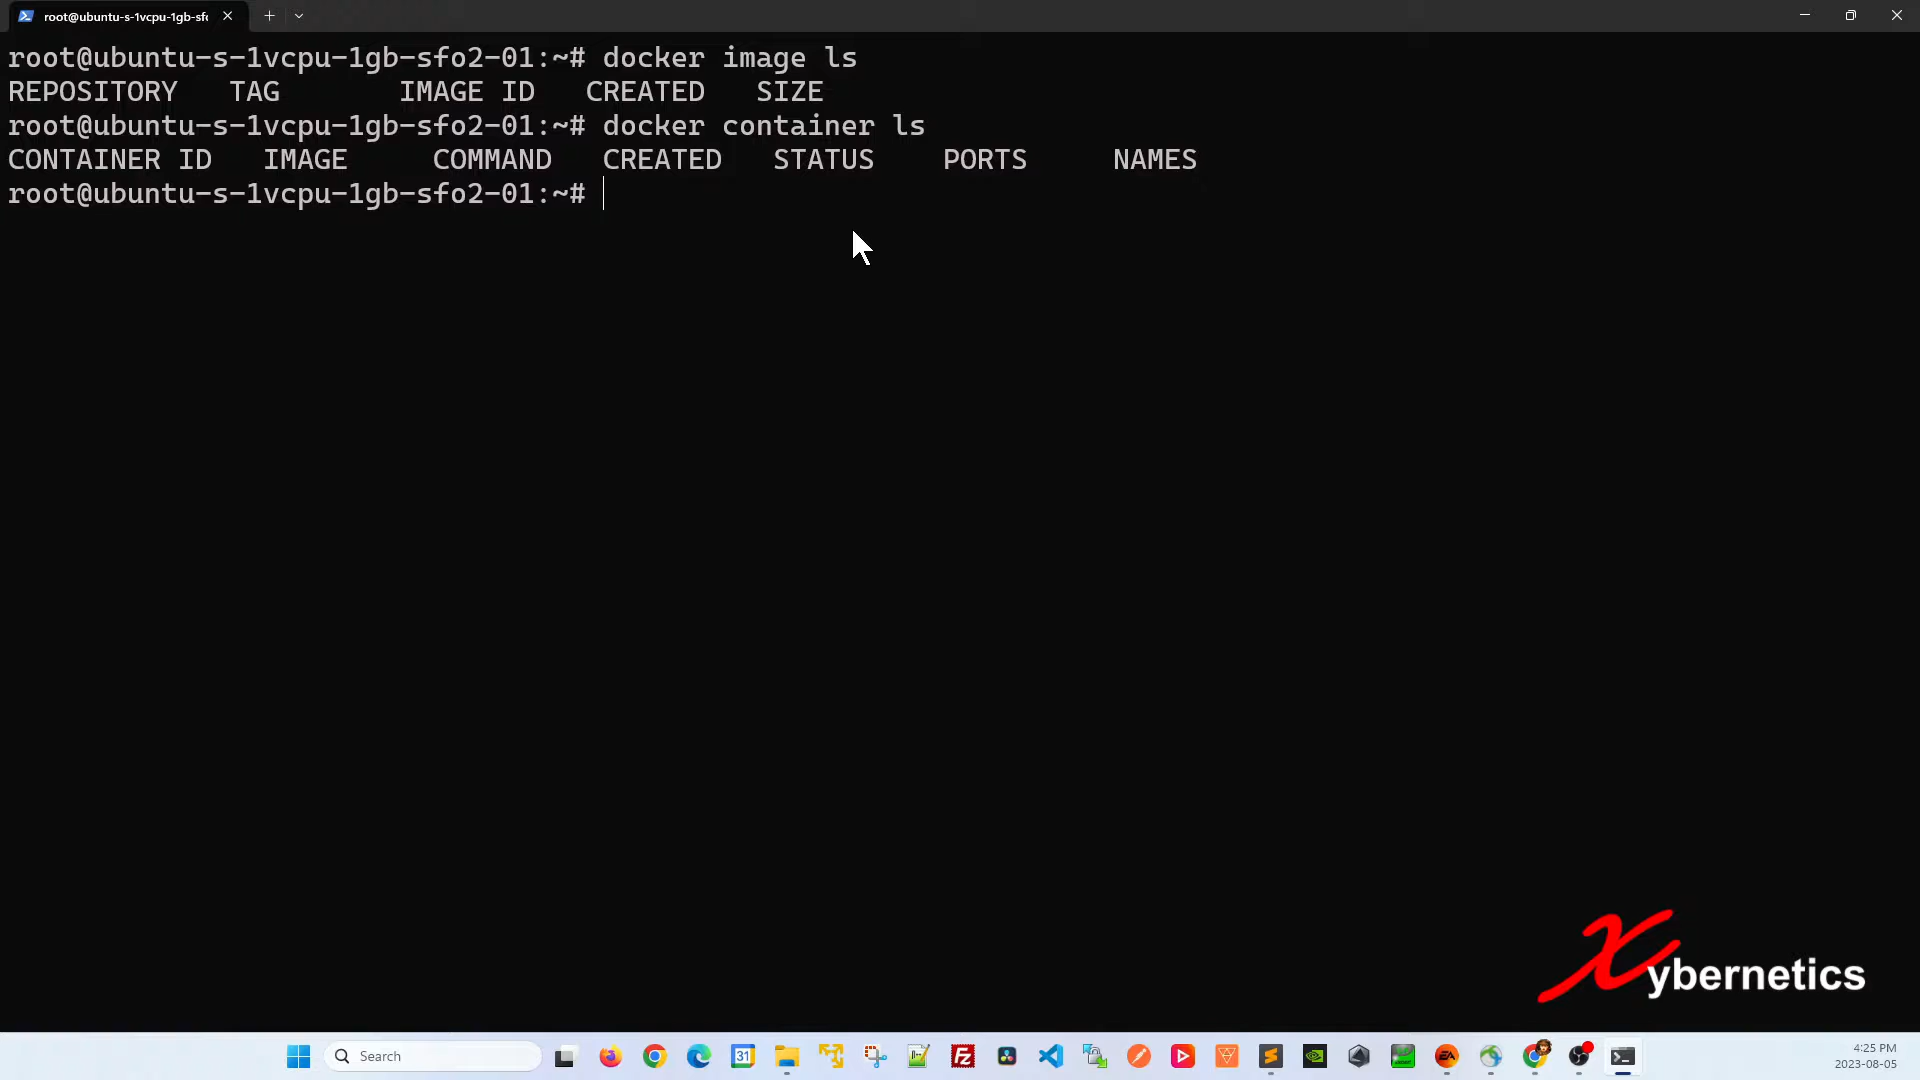 root@ubuntu-s-1vcpu-1gb-sf
root@ubuntu-s-1vcpu-1gb-sfo2-01:~# docker image ls
REPOSITORY   TAG       IMAGE ID   CREATED   SIZE
root@ubuntu-s-1vcpu-1gb-sfo2-01:~# docker container ls
CONTAINER ID   IMAGE     COMMAND   CREATED   STATUS    PORTS     NAMES
root@ubuntu-s-1vcpu-1gb-sfo2-01:~#
Xybernetics
Search
31
4:25 PM
2023-08-05